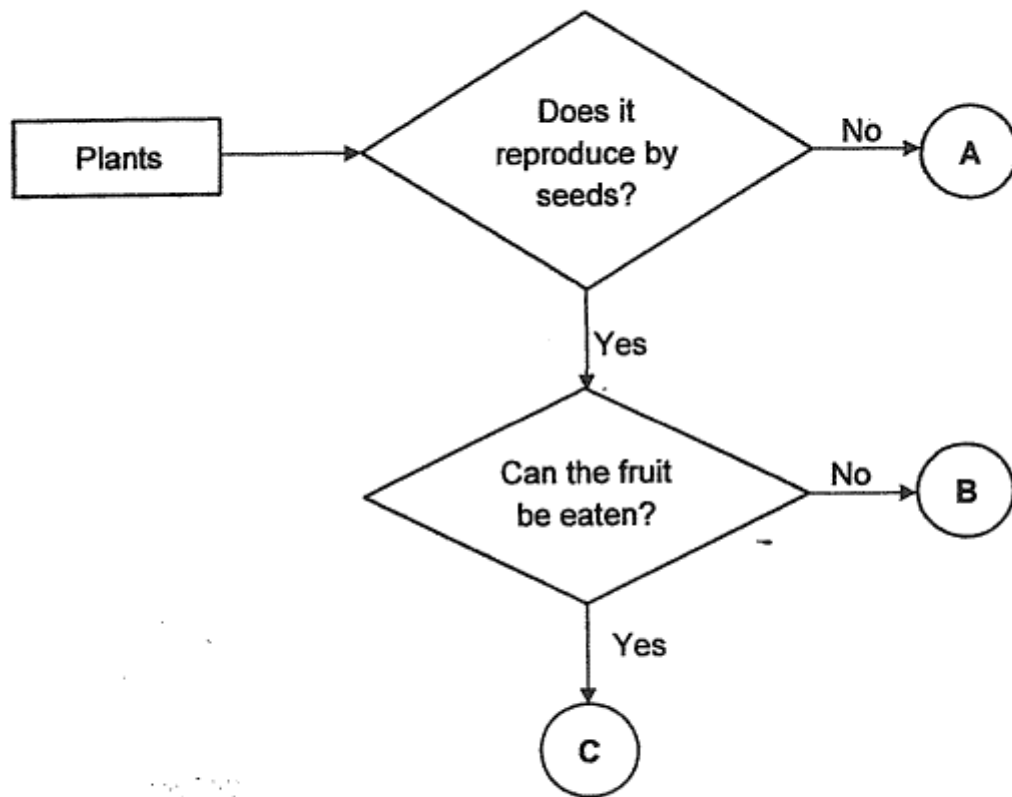 Plants
Does it
reproduce by
seeds?
No
A
Yes
Can the fruit
be eaten?
No
B
Yes
C